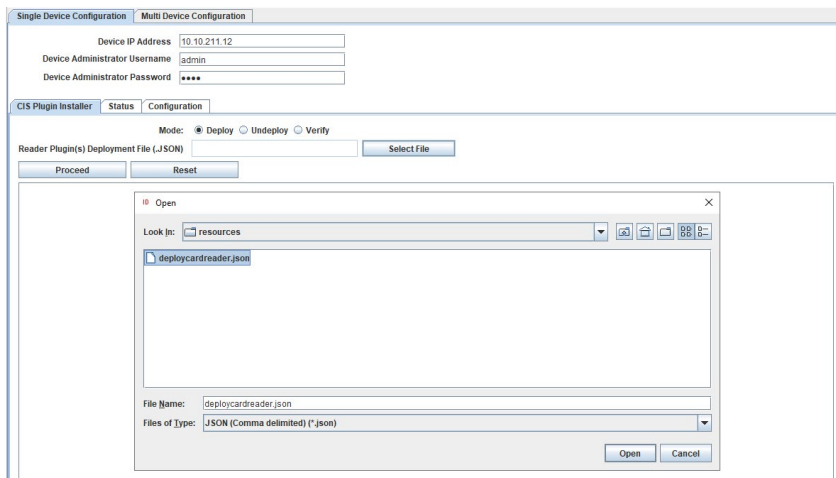 Single Device Configuration Multi Device Configuration
Device IP Address 10.10.211.12
Device Administrator Username admin
Device Administrator Password ••••
CIS Plugin Installer Status Configuration
Mode: Deploy Undeploy Verify
Reader Plugin(s) Deployment File (.JSON) Select File
Proceed Reset
Open
Look In: resources
deploycardreader.json
File Name: deploycardreader.json
Files of Type: JSON (Comma delimited) (*.json)
Open Cancel